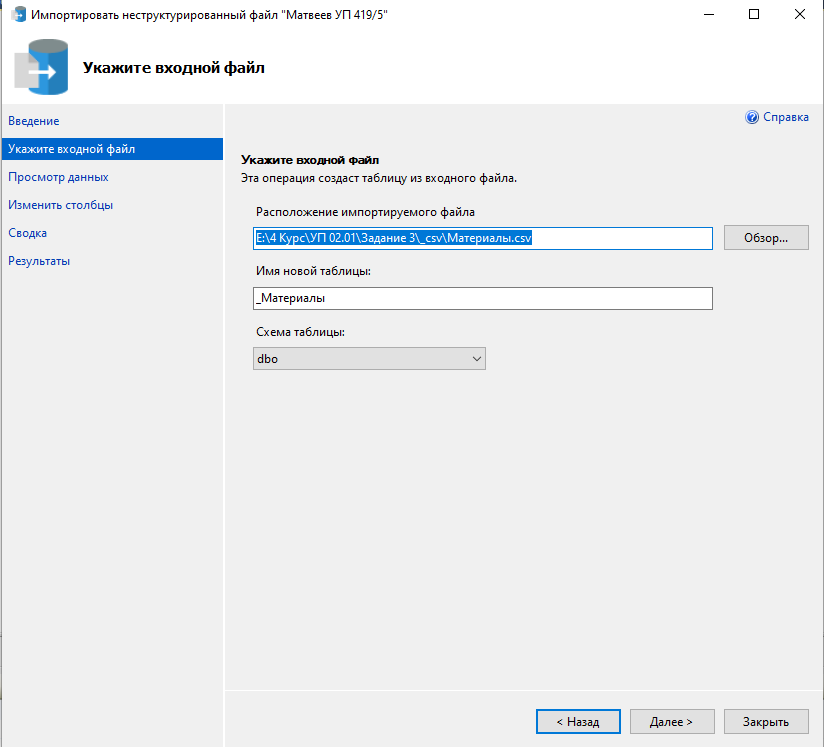 Импортировать неструктурированный файл "Матвеев УП 419/5"
Укажите входной файл
Введение
Укажите входной файл
Просмотр данных
Изменить столбцы
Сводка
Результаты
Справка
Укажите входной файл
Эта операция создаст таблицу из входного файла.
Расположение импортируемого файла
E:\4 Курс\УП 02.01\Задание 3\_csv\Материалы.csv
Обзор...
Имя новой таблицы:
_Материалы
Схема таблицы:
dbo
< Назад
Далее >
Закрыть